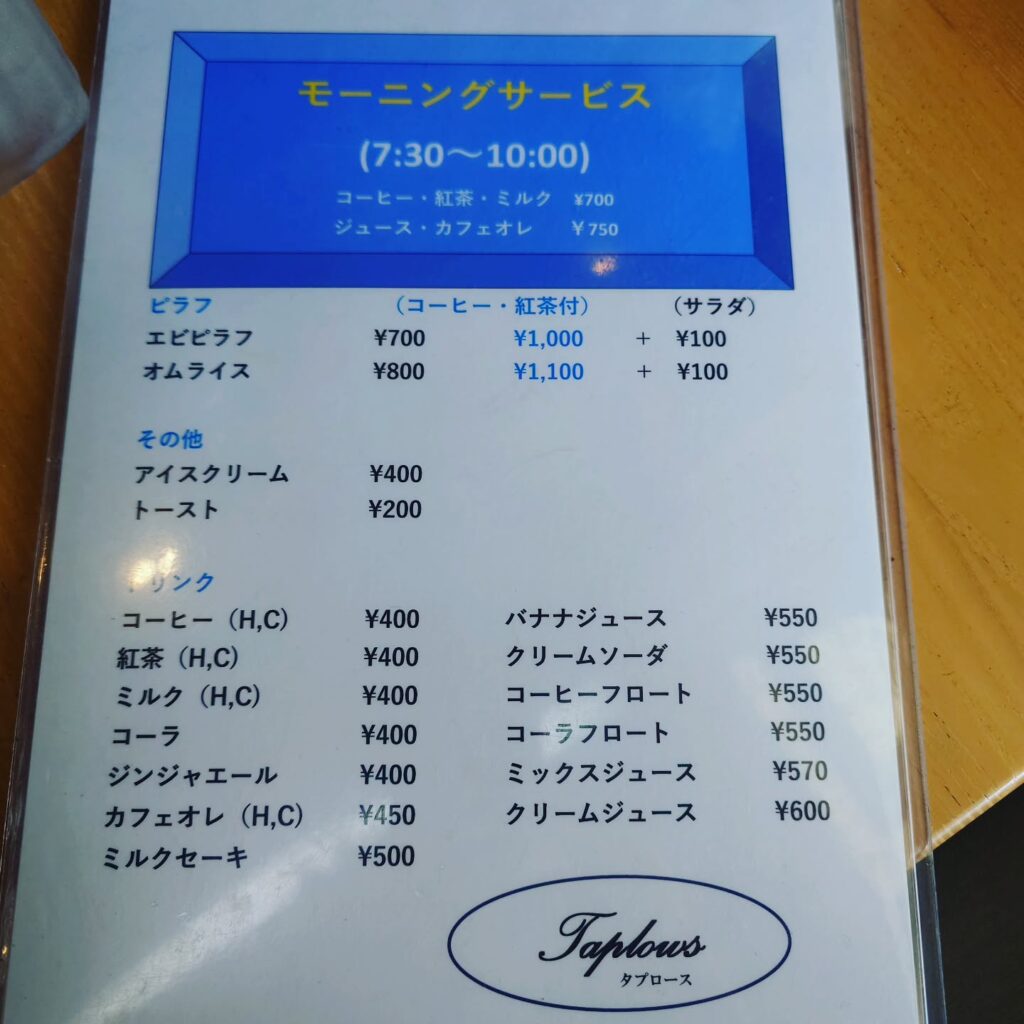 モーニングサービス
(7:30〜10:00)
コーヒー・紅茶・ミルク ¥700
ジュース・カフェオレ ¥750
ピラフ (コーヒー・紅茶付) (サラダ)
エビピラフ ¥700 ¥1,000 + ¥100
オムライス ¥800 ¥1,100 + ¥100
その他
アイスクリーム ¥400
トースト ¥200
ドリンク
コーヒー(H,C) ¥400 バナナジュース ¥550
紅茶(H,C) ¥400 クリームソーダ ¥550
ミルク(H,C) ¥400 コーヒーフロート ¥550
コーラ ¥400 コーラフロート ¥550
ジンジャエール ¥400 ミックスジュース ¥570
カフェオレ(H,C) ¥450 クリームジュース ¥600
ミルクセーキ ¥500
Taplows
タプロース